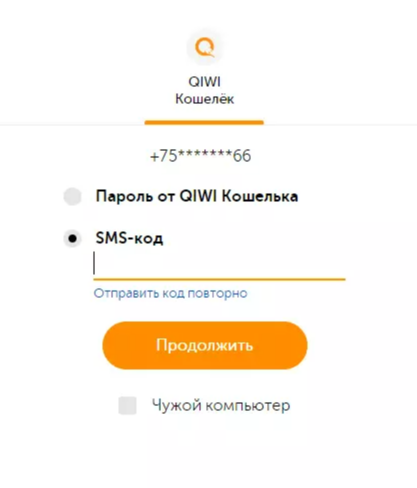 QIWI
Кошелёк
+75*******66
Пароль от QIWI Кошелька
SMS-код
Отправить код повторно
Продолжить
Чужой компьютер